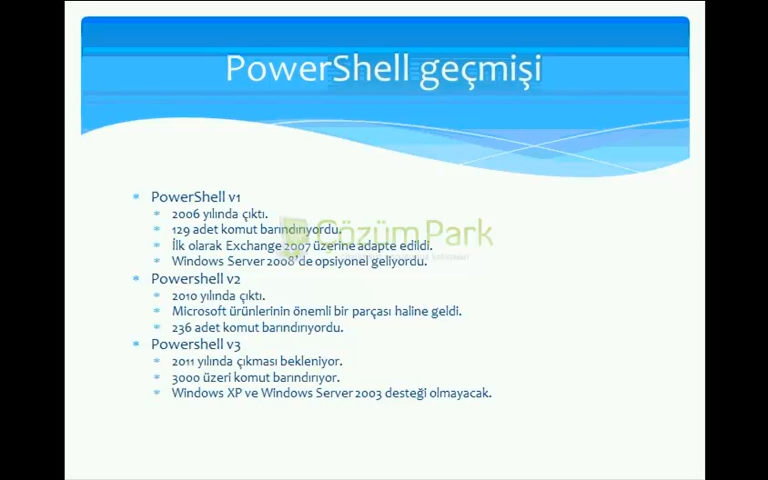 PowerShell geçmişi
PowerShell v1
2006 yılında çıktı.
129 adet komut barındırıyordu.
İlk olarak Exchange 2007 üzerine adapte edildi.
Windows Server 2008'de opsiyonel geliyordu.
Powershell v2
2010 yılında çıktı.
Microsoft ürünlerinin önemli bir parçası haline geldi.
236 adet komut barındırıyordu.
Powershell v3
2011 yılında çıkması bekleniyor.
3000 üzeri komut barındırıyor.
Windows XP ve Windows Server 2003 desteği olmayacak.
ÇözümPark